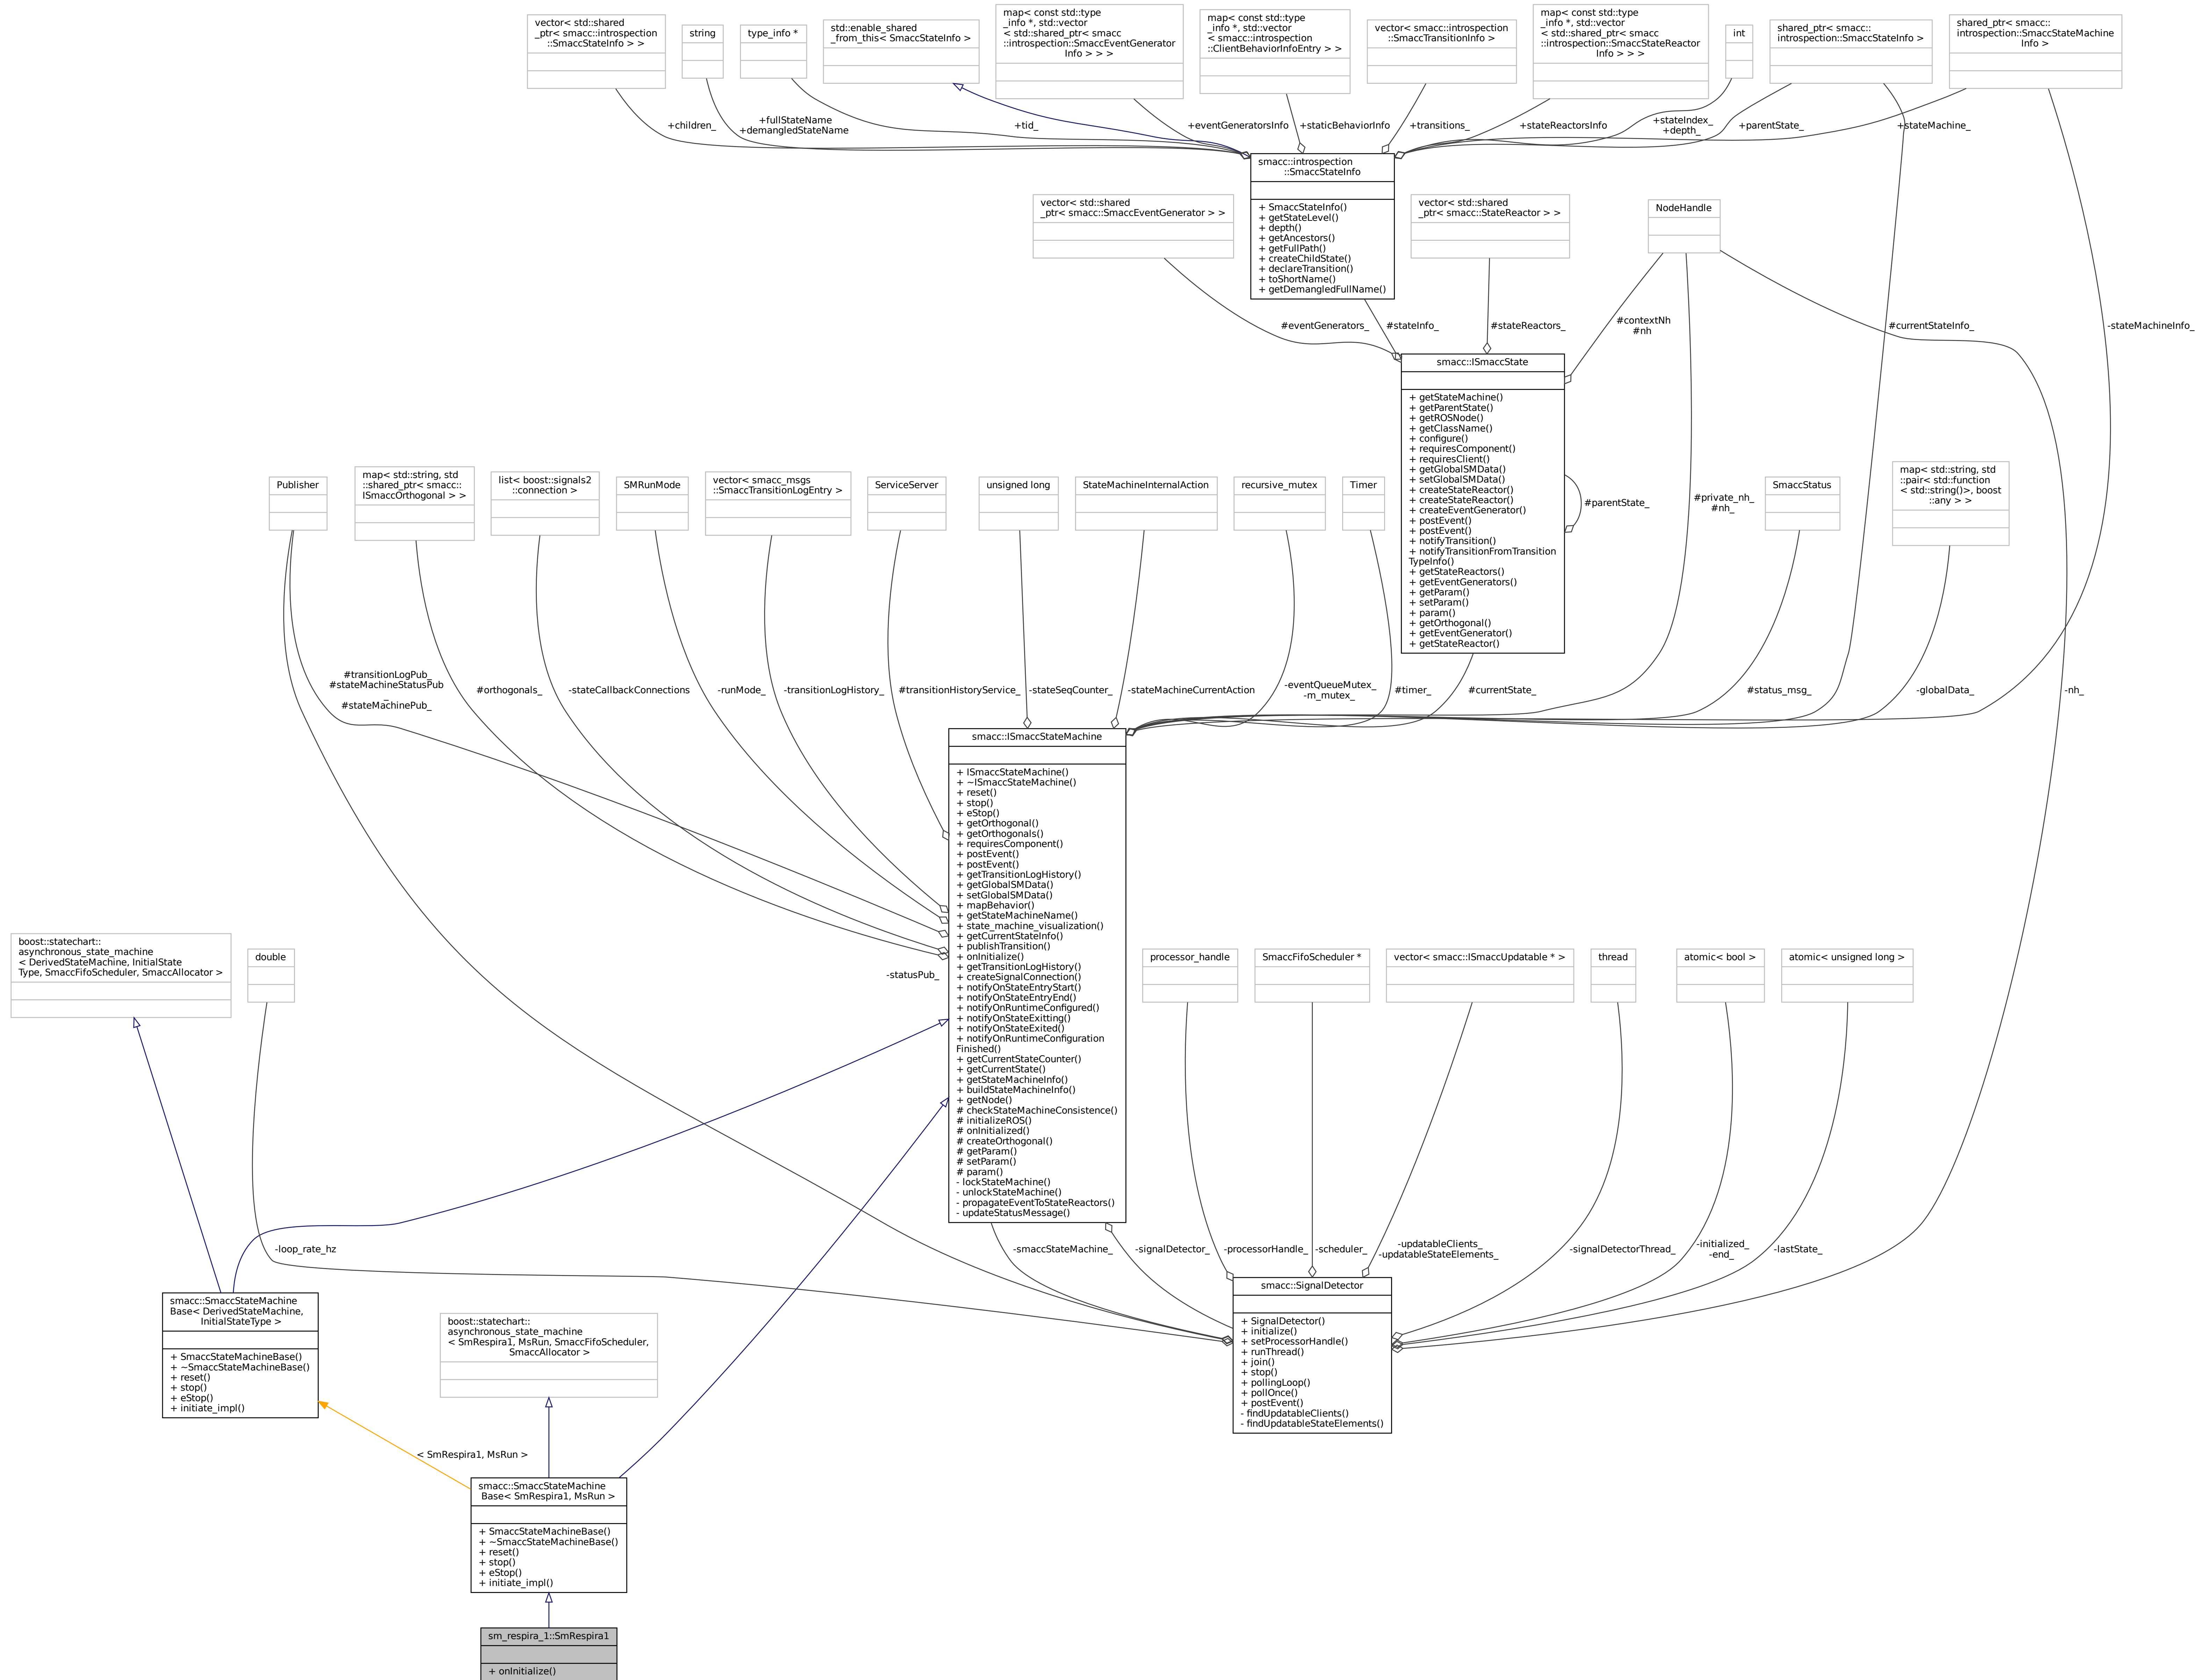 vector< std::shared
_ptr< smacc::introspection
::SmaccStateInfo > >
string
type_info *
std::enable_shared
_from_this< SmaccStateInfo >
map< const std::type
_info *, std::vector
< std::shared_ptr< smacc
::introspection::SmaccEventGenerator
Info > > >
map< const std::type
_info *, std::vector
< smacc::introspection
::ClientBehaviorInfoEntry > >
vector< smacc::introspection
::SmaccTransitionInfo >
map< const std::type
_info *, std::vector
< std::shared_ptr< smacc
::introspection::SmaccStateReactor
Info > > >
int
shared_ptr< smacc::
introspection::SmaccStateInfo >
shared_ptr< smacc::
introspection::SmaccStateMachine
Info >
+children_
+fullStateName
+demangledStateName
+tid_
+eventGeneratorsInfo
+staticBehaviorInfo
+transitions_
+stateReactorsInfo
+stateIndex_
+depth_
+parentState_
+stateMachine_
smacc::introspection
::SmaccStateInfo
+ SmaccStateInfo()
+ getStateLevel()
+ depth()
+ getAncestors()
+ getFullPath()
+ createChildState()
+ declareTransition()
+ toShortName()
+ getDemangledFullName()
vector< std::shared
_ptr< smacc::SmaccEventGenerator > >
vector< std::shared
_ptr< smacc::StateReactor > >
NodeHandle
#eventGenerators_
#stateInfo_
#stateReactors_
#contextNh
#nh
#currentStateInfo_
-stateMachineInfo_
smacc::ISmaccState
+ getStateMachine()
+ getParentState()
+ getROSNode()
+ getClassName()
+ configure()
+ requiresComponent()
+ requiresClient()
+ getGlobalSMData()
+ setGlobalSMData()
+ createStateReactor()
+ createStateReactor()
+ createEventGenerator()
+ postEvent()
+ postEvent()
+ notifyTransition()
+ notifyTransitionFromTransition
TypeInfo()
+ getStateReactors()
+ getEventGenerators()
+ getParam()
+ setParam()
+ param()
+ getOrthogonal()
+ getEventGenerator()
+ getStateReactor()
#parentState_
#private_nh_
#nh_
Publisher
map< std::string, std
::shared_ptr< smacc::
ISmaccOrthogonal > >
list< boost::signals2
::connection >
SMRunMode
vector< smacc_msgs
::SmaccTransitionLogEntry >
ServiceServer
unsigned long
StateMachineInternalAction
recursive_mutex
Timer
SmaccStatus
map< std::string, std
::pair< std::function
< std::string()>, boost
::any > >
#transitionLogPub_
#stateMachineStatusPub
_
#stateMachinePub_
#orthogonals_
-stateCallbackConnections
-runMode_
-transitionLogHistory_
#transitionHistoryService_
-stateSeqCounter_
-stateMachineCurrentAction
-eventQueueMutex_
-m_mutex_
#timer_
#currentState_
#status_msg_
-globalData_
-nh_
smacc::ISmaccStateMachine
+ ISmaccStateMachine()
+ ~ISmaccStateMachine()
+ reset()
+ stop()
+ eStop()
+ getOrthogonal()
+ getOrthogonals()
+ requiresComponent()
+ postEvent()
+ postEvent()
+ getTransitionLogHistory()
+ getGlobalSMData()
+ setGlobalSMData()
+ mapBehavior()
+ getStateMachineName()
+ state_machine_visualization()
+ getCurrentStateInfo()
+ publishTransition()
+ onInitialize()
+ getTransitionLogHistory()
+ createSignalConnection()
+ notifyOnStateEntryStart()
+ notifyOnStateEntryEnd()
+ notifyOnRuntimeConfigured()
+ notifyOnStateExitting()
+ notifyOnStateExited()
+ notifyOnRuntimeConfiguration
Finished()
+ getCurrentStateCounter()
+ getCurrentState()
+ getStateMachineInfo()
+ buildStateMachineInfo()
+ getNode()
# checkStateMachineConsistence()
# initializeROS()
# onInitialized()
# createOrthogonal()
# getParam()
# setParam()
# param()
- lockStateMachine()
- unlockStateMachine()
- propagateEventToStateReactors()
- updateStatusMessage()
-statusPub_
boost::statechart::
asynchronous_state_machine
< DerivedStateMachine, InitialState
Type, SmaccFifoScheduler, SmaccAllocator >
double
processor_handle
SmaccFifoScheduler *
vector< smacc::ISmaccUpdatable * >
thread
atomic< bool >
atomic< unsigned long >
-loop_rate_hz
-smaccStateMachine_
-signalDetector_
-processorHandle_
-scheduler_
-updatableClients_
-updatableStateElements_
-signalDetectorThread_
-initialized_
-end_
-lastState_
smacc::SignalDetector
+ SignalDetector()
+ initialize()
+ setProcessorHandle()
+ runThread()
+ join()
+ stop()
+ pollingLoop()
+ pollOnce()
+ postEvent()
- findUpdatableClients()
- findUpdatableStateElements()
smacc::SmaccStateMachine
Base< DerivedStateMachine,
InitialStateType >
+ SmaccStateMachineBase()
+ ~SmaccStateMachineBase()
+ reset()
+ stop()
+ eStop()
+ initiate_impl()
boost::statechart::
asynchronous_state_machine
< SmRespira1, MsRun, SmaccFifoScheduler,
SmaccAllocator >
< SmRespira1, MsRun >
smacc::SmaccStateMachine
Base< SmRespira1, MsRun >
+ SmaccStateMachineBase()
+ ~SmaccStateMachineBase()
+ reset()
+ stop()
+ eStop()
+ initiate_impl()
sm_respira_1::SmRespira1
+ onInitialize()